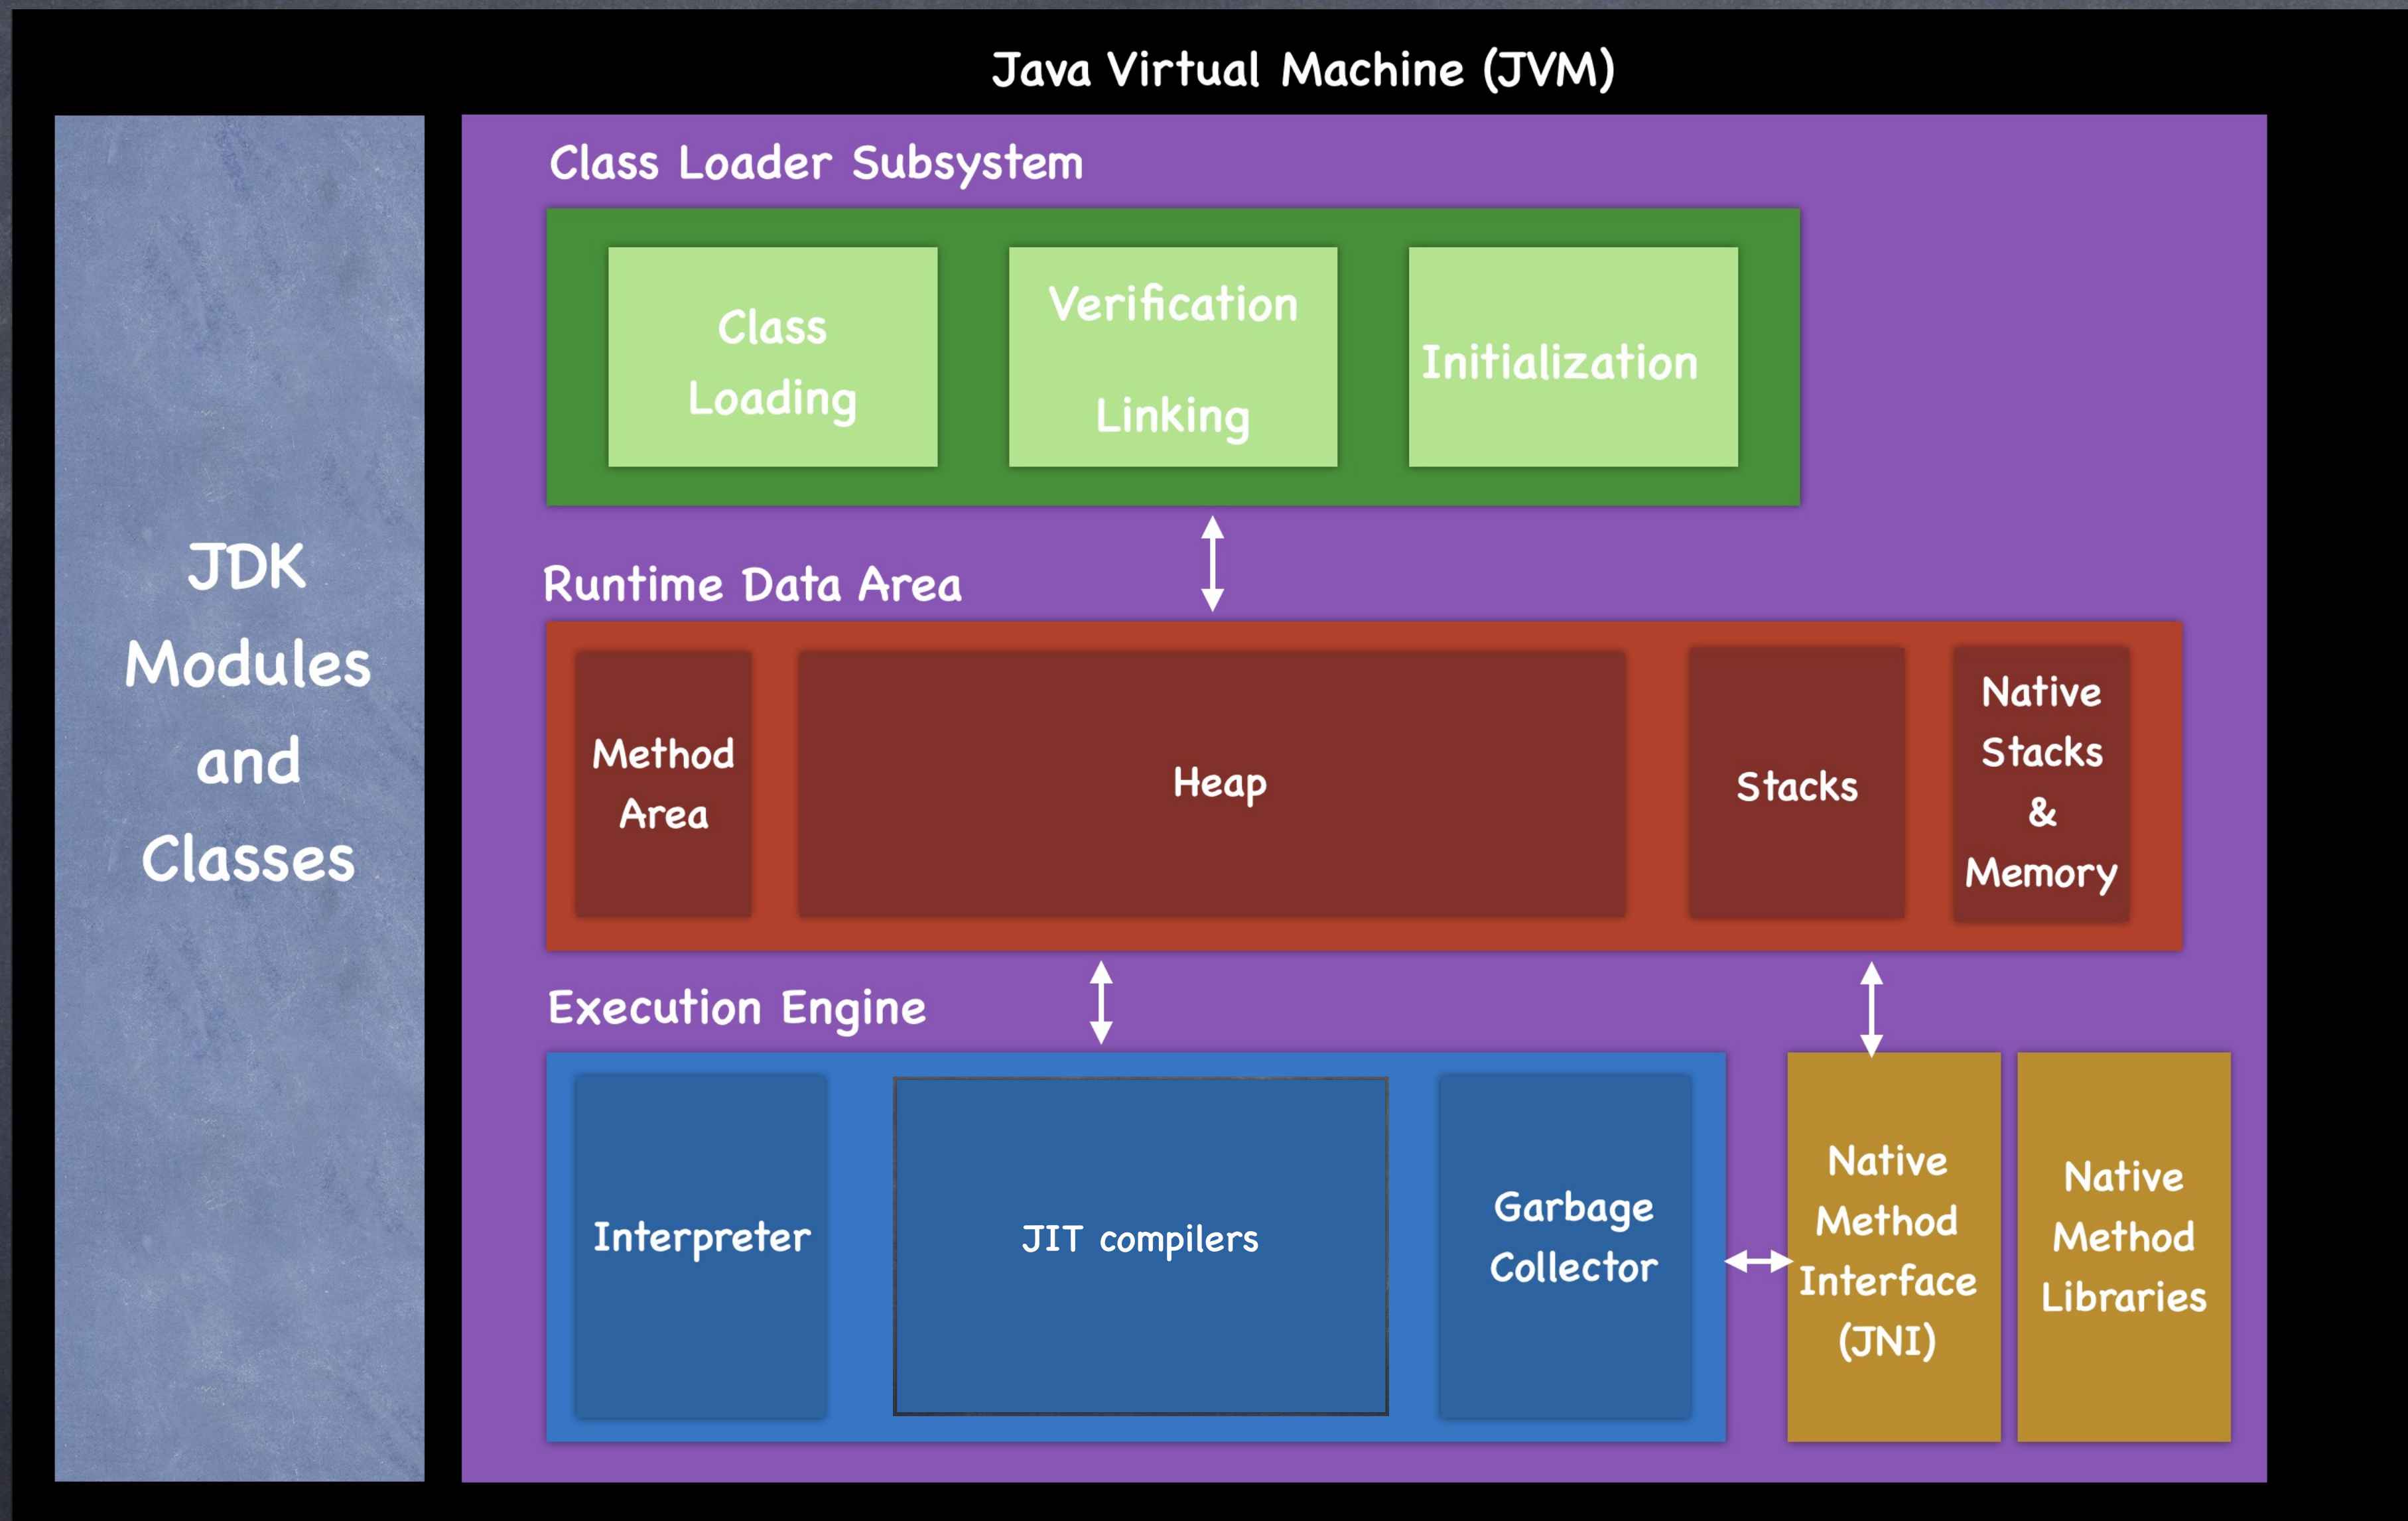 Java Virtual Machine (JVM)
JDK
Modules
and
Classes
Class Loader Subsystem
Class
Loading
Verification
Linking
Initialization
Runtime Data Area
Method
Area
Heap
Stacks
Native
Stacks
&
Memory
Execution Engine
Interpreter
JIT compilers
Garbage
Collector
Native
Method
Interface
(JNI)
Native
Method
Libraries